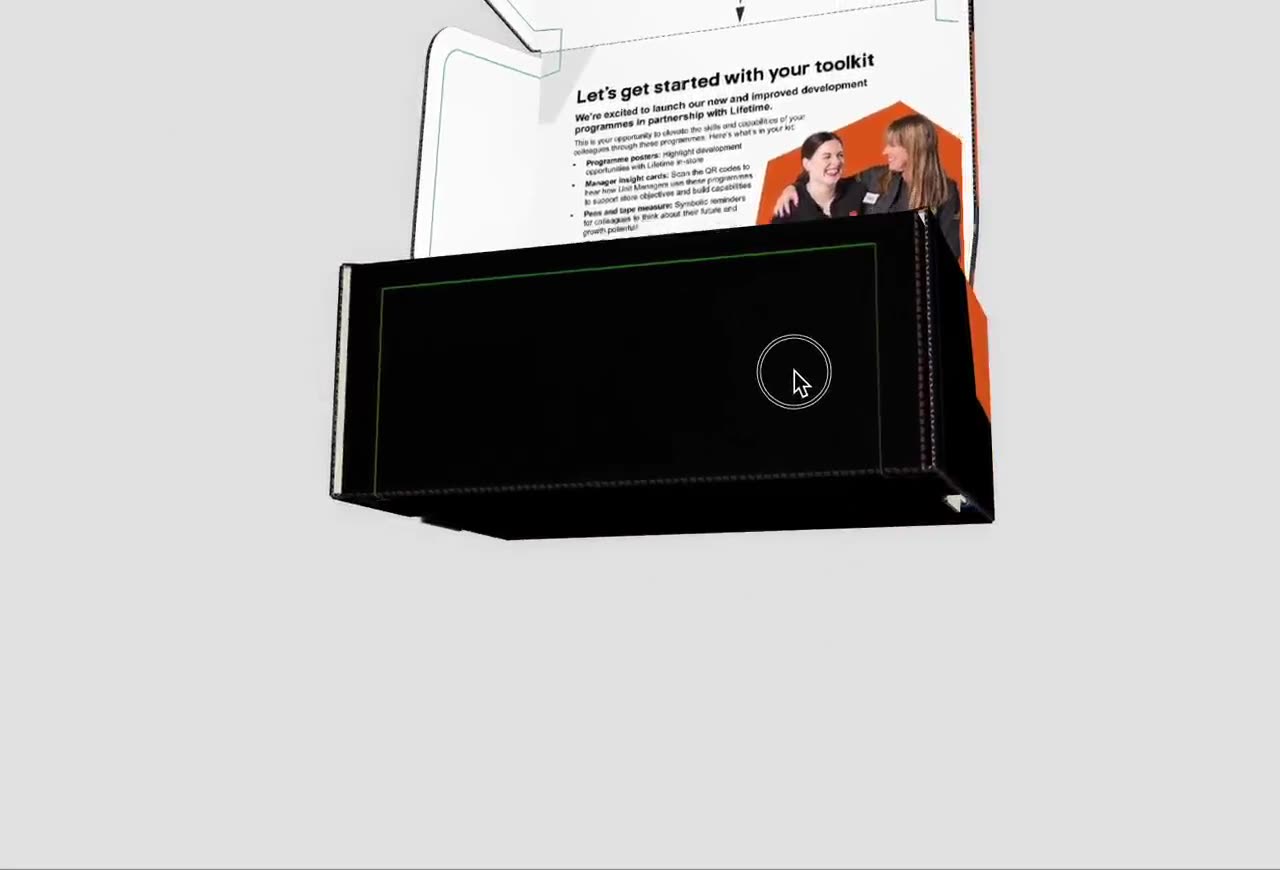 Let's get started with your toolkit
We're excited to launch our new and improved development
programmes in partnership with Lifetime.
This is your opportunity to elevate the skills and capabilities of your
colleagues through these programmes. Here's what's in your kit:
• Programme posters: Highlight development
opportunities with Lifetime in-store
• Manager insight cards: Scan the QR codes to
hear how Unit Managers use these programmes
to support store objectives and build capabilities
• Pens and tape measure: Symbolic reminders
for colleagues to think about their future and
growth potential!